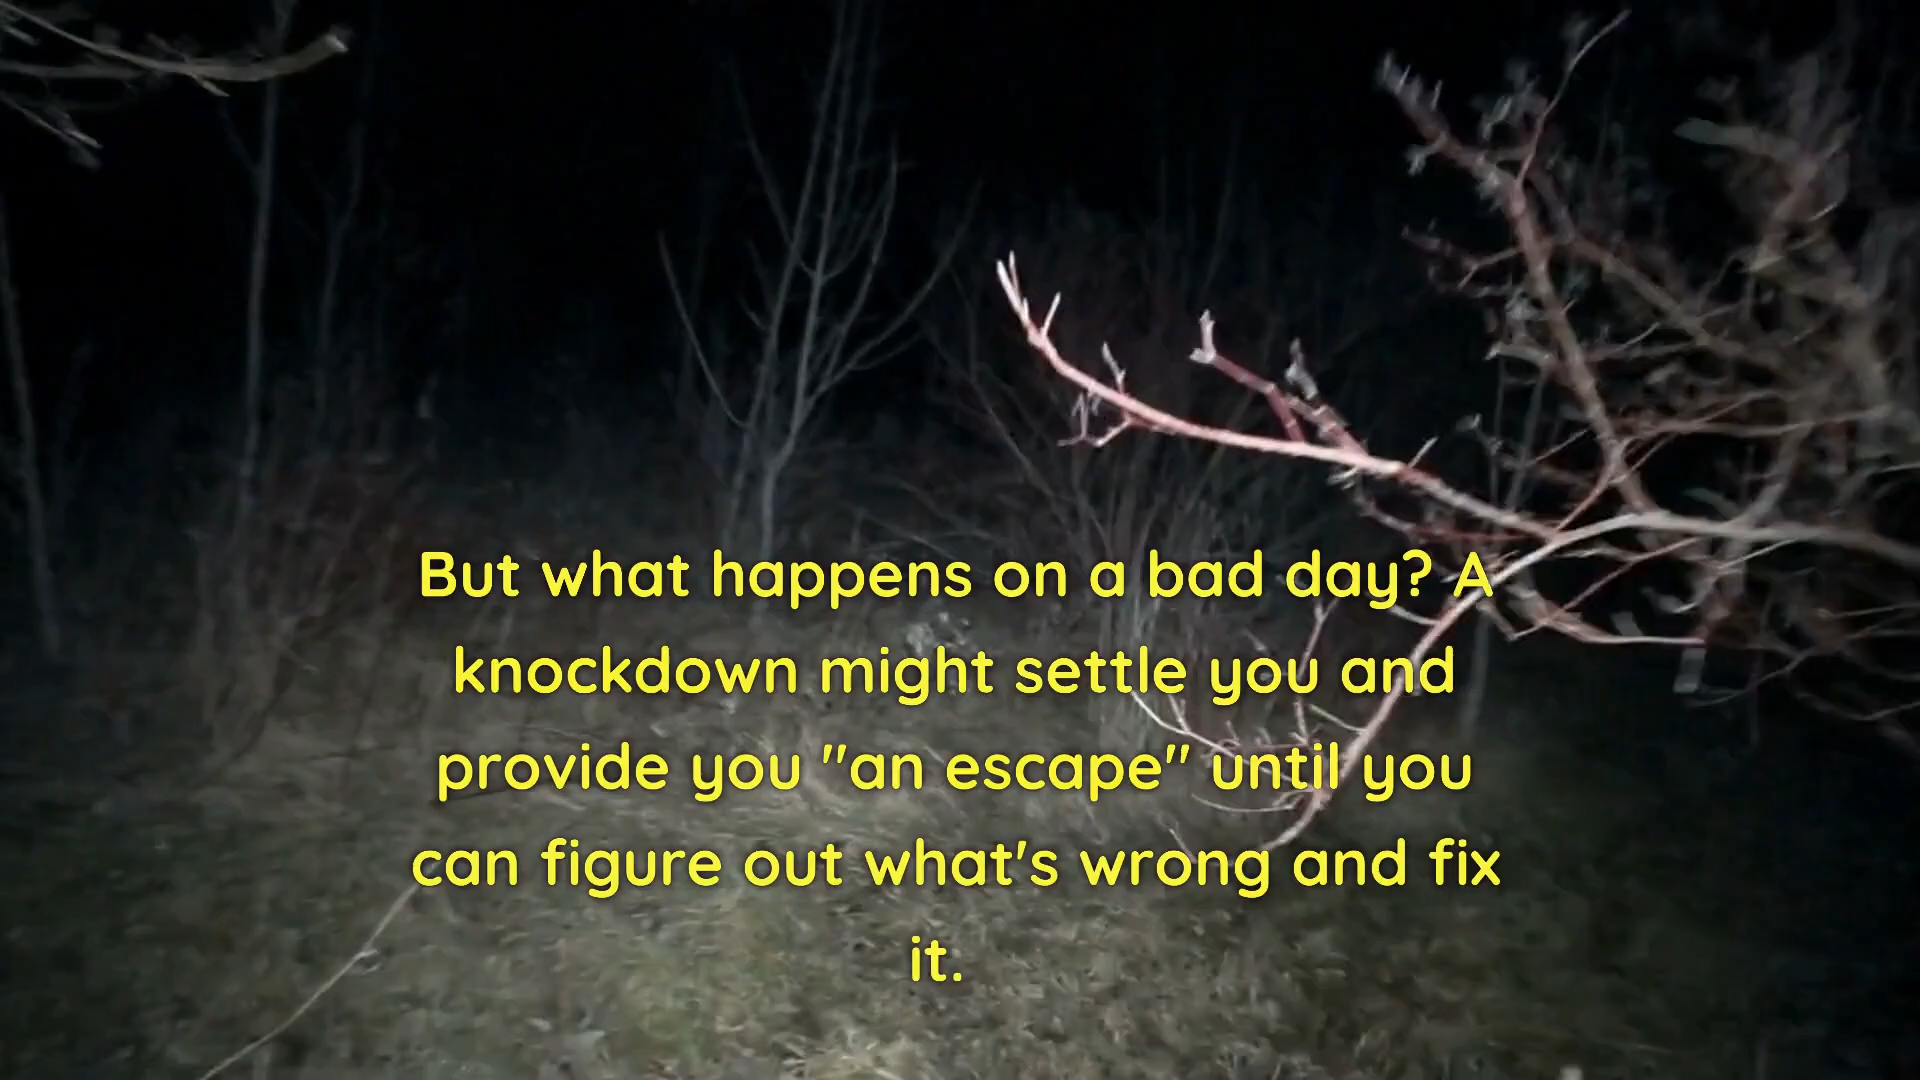 But what happens on a bad day? A
knockdown might settle you and
provide you "an escape" until you
can figure out what's wrong and fix
it.